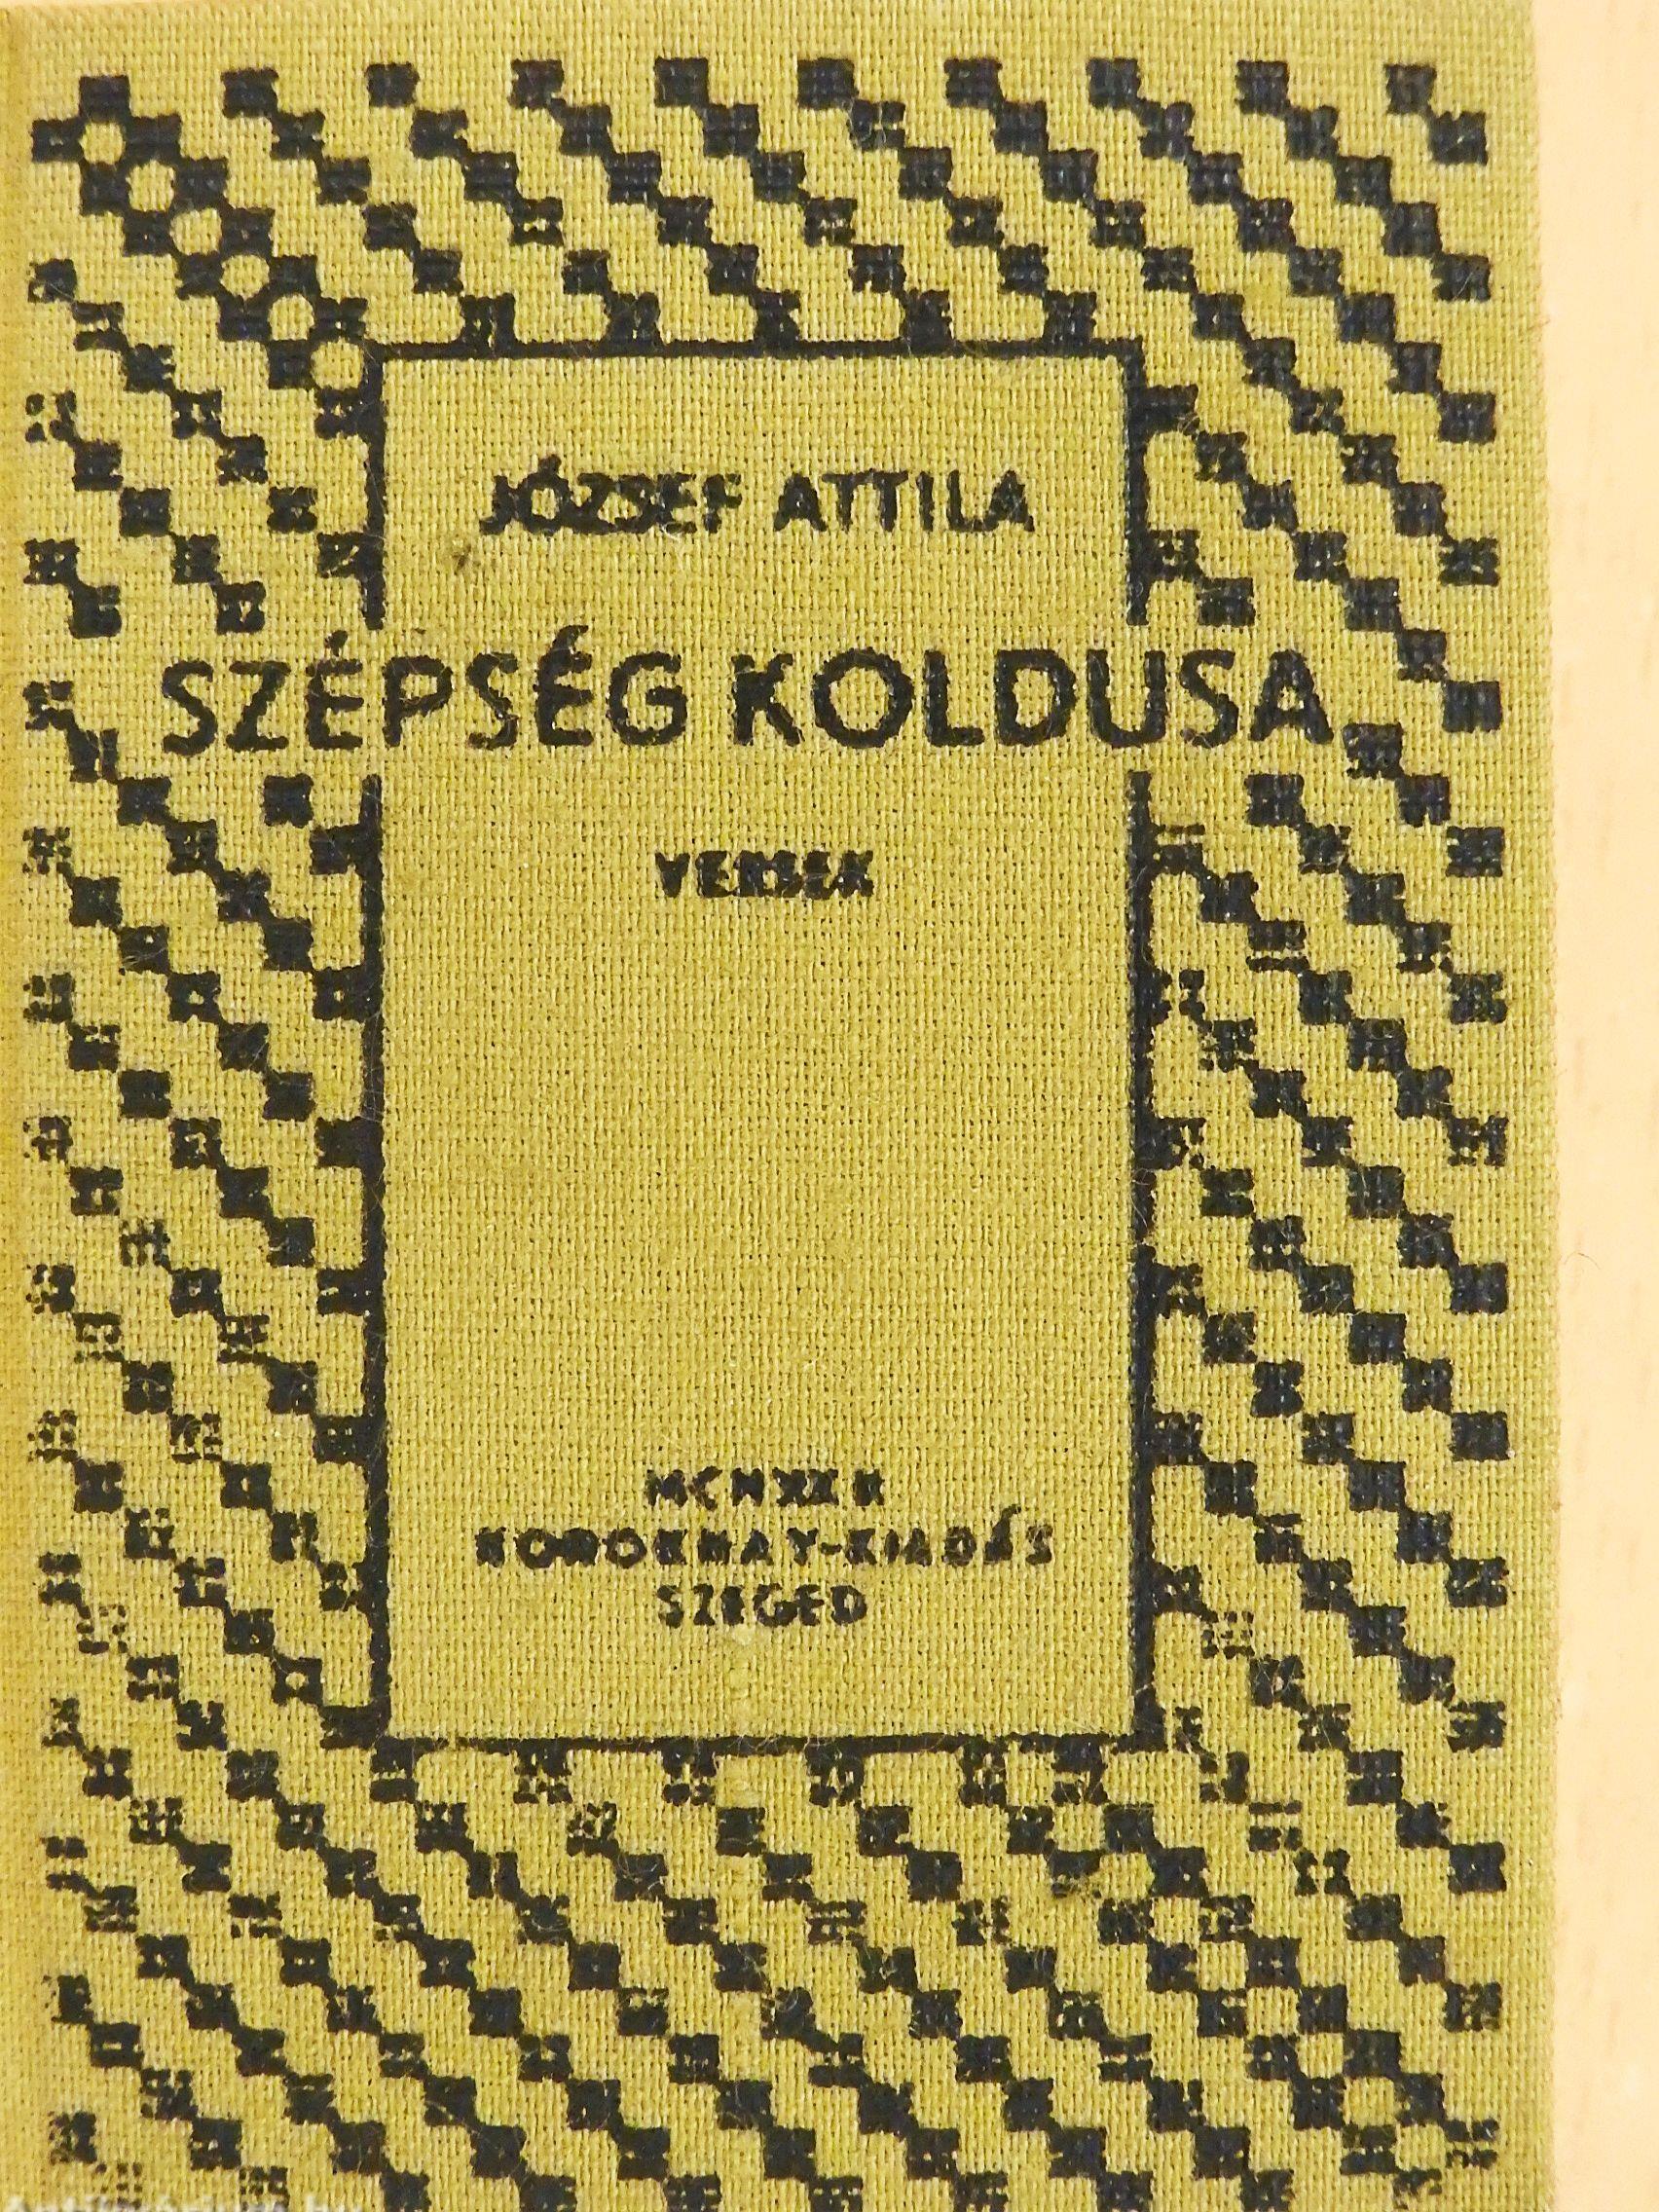 JÓZSEF ATTILA
SZÉPSÉG KOLDUSA
VERSEK
MCMXXII
KOROKNAY-KIADÁS
SZEGED